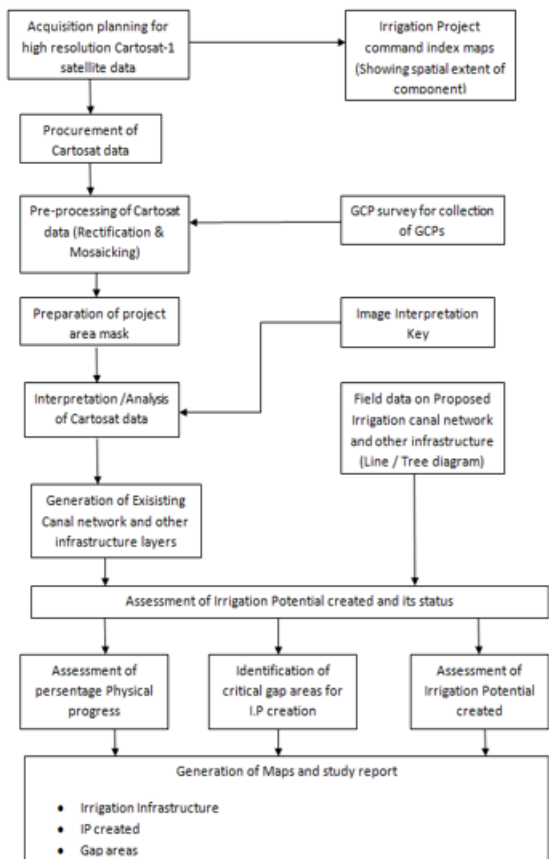 Acquisition planning for
high resolution Cartosat-1
satellite data
Irrigation Project
command index maps
(Showing spatial extent of
component)
Procurement of
Cartosat data
Pre-processing of Cartosat
data (Rectification &
Mosaicking)
GCP survey for collection
of GCPs
Preparation of project
area mask
Image Interpretation
Key
Interpretation /Analysis
of Cartosat data
Field data on Proposed
Irrigation canal network
and other infrastructure
(Line / Tree diagram)
Generation of Exisisting
Canal network and other
infrastructure layers
Assessment of Irrigation Potential created and its status
Assessment of
persentage Physical
progress
Identification of
critical gap areas for
I.P creation
Assessment of
Irrigation Potential
created
Generation of Maps and study report
• Irrigation Infrastructure
• IP created
• Gap areas